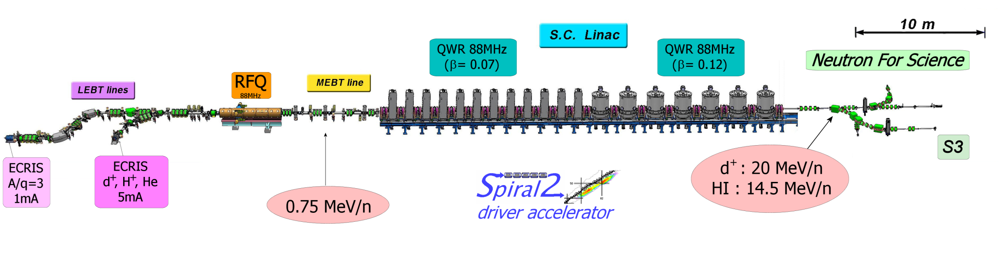 10 m
S.C. Linac
QWR 88MHz
(β= 0.07)
QWR 88MHz
(β= 0.12)
Neutron For Science
RFQ
88MHz
MEBT line
LEBT lines
S3
ECRIS
A/q=3
1mA
ECRIS
d⁺, H⁺, He
5mA
0.75 MeV/n
Spiral2
50
82
driver accelerator
d⁺ : 20 MeV/n
HI : 14.5 MeV/n